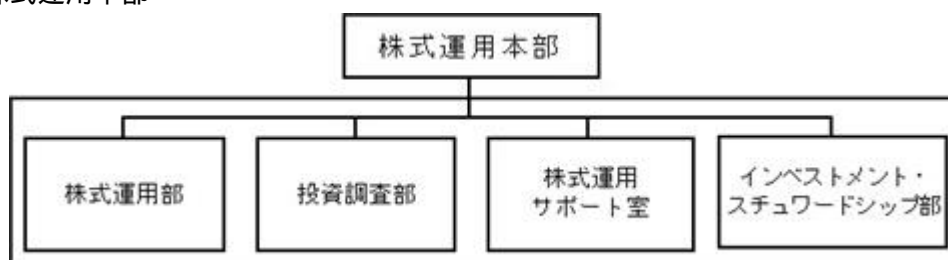 株式運用本部
株式運用部
投資調査部
株式運用
サポート室
インベストメント・
スチュワードシップ部